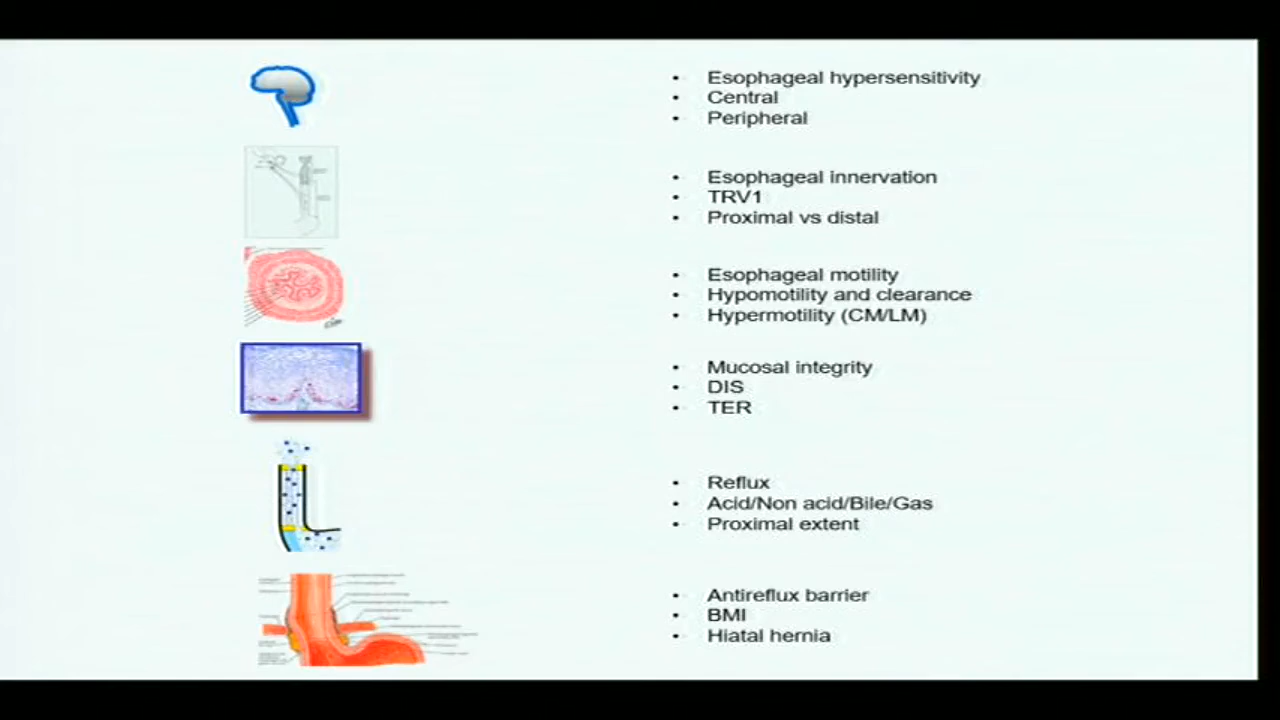 • Esophageal hypersensitivity
• Central
• Peripheral
• Esophageal innervation
• TRV1
• Proximal vs distal
• Esophageal motility
• Hypomotility and clearance
• Hypermotility (CM/LM)
• Mucosal integrity
• DIS
• TER
• Reflux
• Acid/Non acid/Bile/Gas
• Proximal extent
• Antireflux barrier
• BMI
• Hiatal hernia